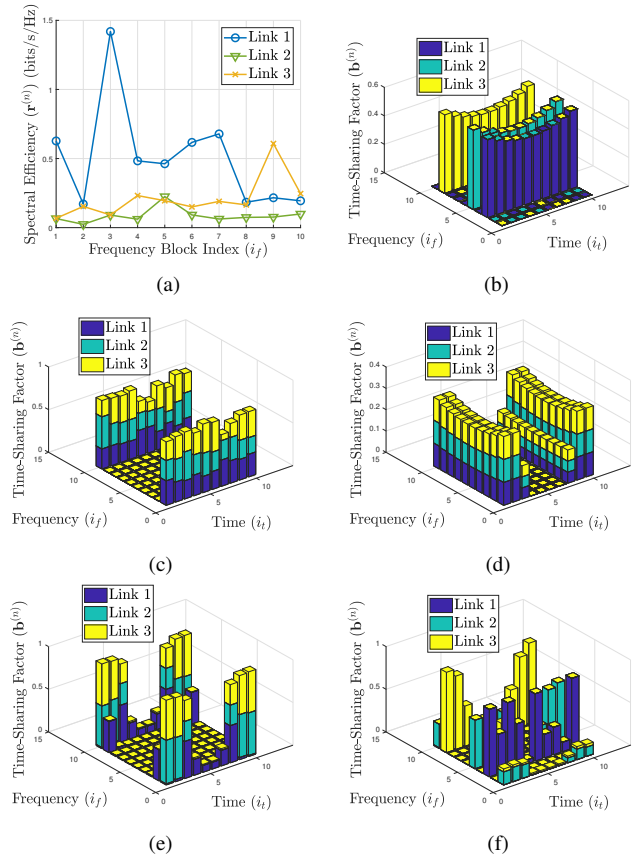 Spectral Efficiency (r⁽ⁿ⁾) (bits/s/Hz)
1.5
1
0.5
0
1 2 3 4 5 6 7 8 9 10
Frequency Block Index (i_f)
Link 1
Link 2
Link 3
(a)
Time-Sharing Factor (b⁽ⁿ⁾)
0.6
0.4
0.2
0
15
10
5
0
0
5
10
Frequency (i_f)
Time (i_t)
Link 1
Link 2
Link 3
(b)
Time-Sharing Factor (b⁽ⁿ⁾)
1
0.5
0
15
10
5
0
0
5
10
Frequency (i_f)
Time (i_t)
Link 1
Link 2
Link 3
(c)
Time-Sharing Factor (b⁽ⁿ⁾)
0.4
0.3
0.2
0.1
0
15
10
5
0
0
5
10
Frequency (i_f)
Time (i_t)
Link 1
Link 2
Link 3
(d)
Time-Sharing Factor (b⁽ⁿ⁾)
1
0.5
0
15
10
5
0
0
5
10
Frequency (i_f)
Time (i_t)
Link 1
Link 2
Link 3
(e)
Time-Sharing Factor (b⁽ⁿ⁾)
1
0.5
0
15
10
5
0
0
5
10
Frequency (i_f)
Time (i_t)
Link 1
Link 2
Link 3
(f)